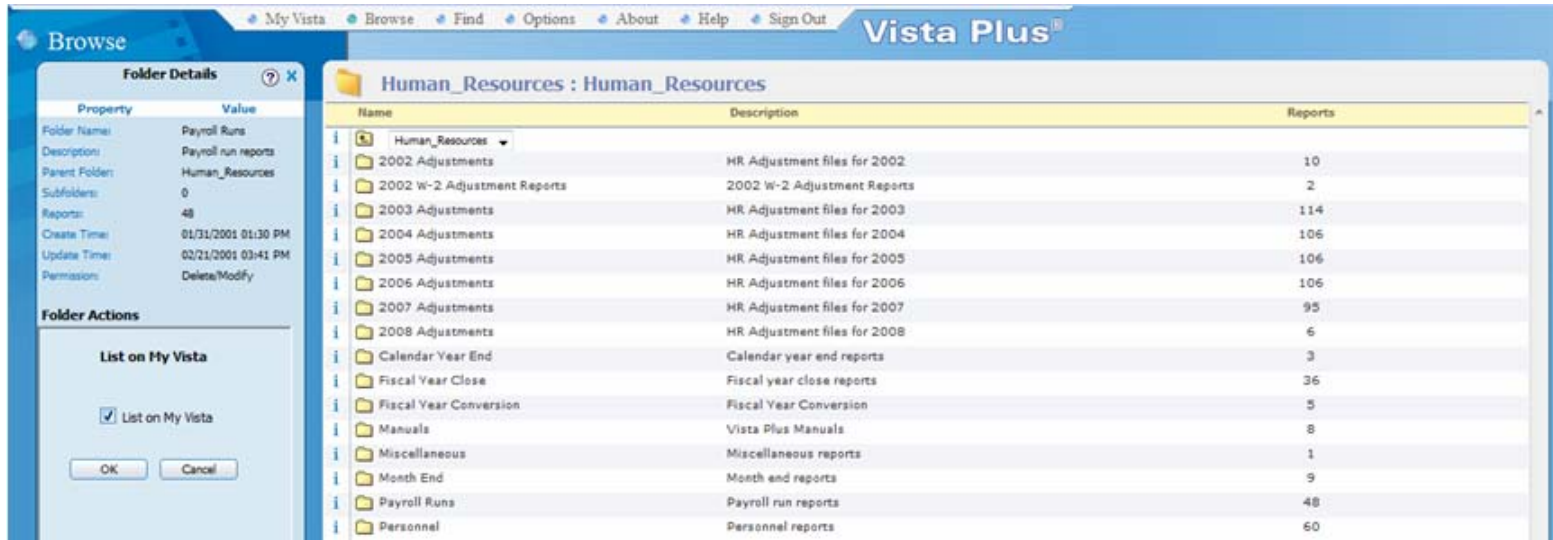 My Vista Browse Find Options About Help Sign Out
Vista Plus®
Browse
Folder Details ? X
Property Value
Folder Name: Payroll Runs
Description: Payroll run reports
Parent Folder: Human_Resources
Subfolders: 0
Reports: 48
Create Time: 01/31/2001 01:30 PM
Update Time: 02/21/2001 03:41 PM
Permission: Delete/Modify
Folder Actions
List on My Vista
List on My Vista
OK Cancel
Human_Resources : Human_Resources
Name Description Reports
i Human_Resources
i 2002 Adjustments HR Adjustment files for 2002 10
i 2002 W-2 Adjustment Reports 2002 W-2 Adjustment Reports 2
i 2003 Adjustments HR Adjustment files for 2003 114
i 2004 Adjustments HR Adjustment files for 2004 106
i 2005 Adjustments HR Adjustment files for 2005 106
i 2006 Adjustments HR Adjustment files for 2006 106
i 2007 Adjustments HR Adjustment files for 2007 95
i 2008 Adjustments HR Adjustment files for 2008 6
i Calendar Year End Calendar year end reports 3
i Fiscal Year Close Fiscal year close reports 36
i Fiscal Year Conversion Fiscal Year Conversion 5
i Manuals Vista Plus Manuals 8
i Miscellaneous Miscellaneous reports 1
i Month End Month end reports 9
i Payroll Runs Payroll run reports 48
i Personnel Personnel reports 60